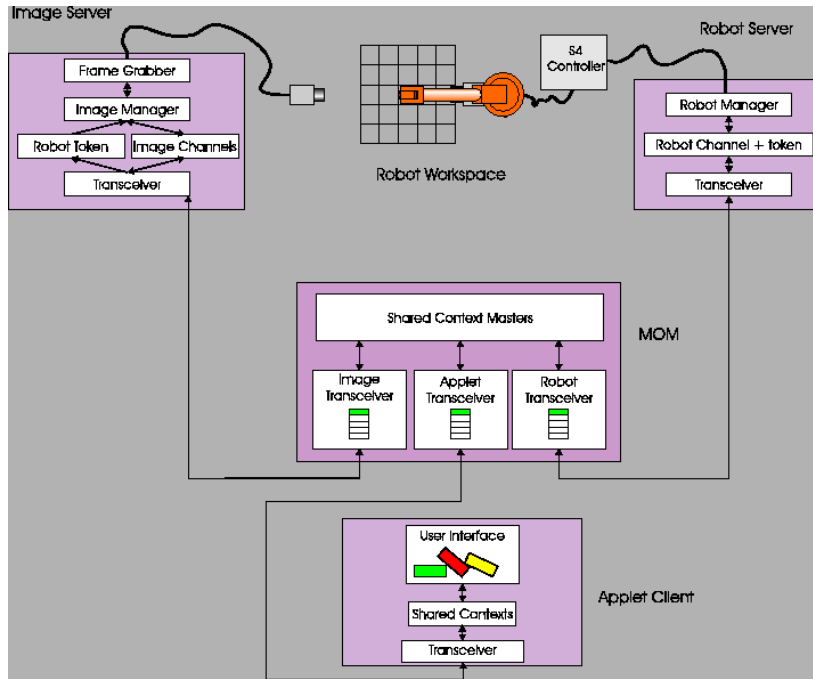 Image Server
Frame Grabber
Image Manager
Robot Token
Image Channels
Transceiver
Robot Workspace
S4
Controller
Robot Server
Robot Manager
Robot Channel + token
Transceiver
MOM
Shared Context Masters
Image
Transceiver
Applet
Transceiver
Robot
Transceiver
Applet Client
User Interface
Shared Contexts
Transceiver